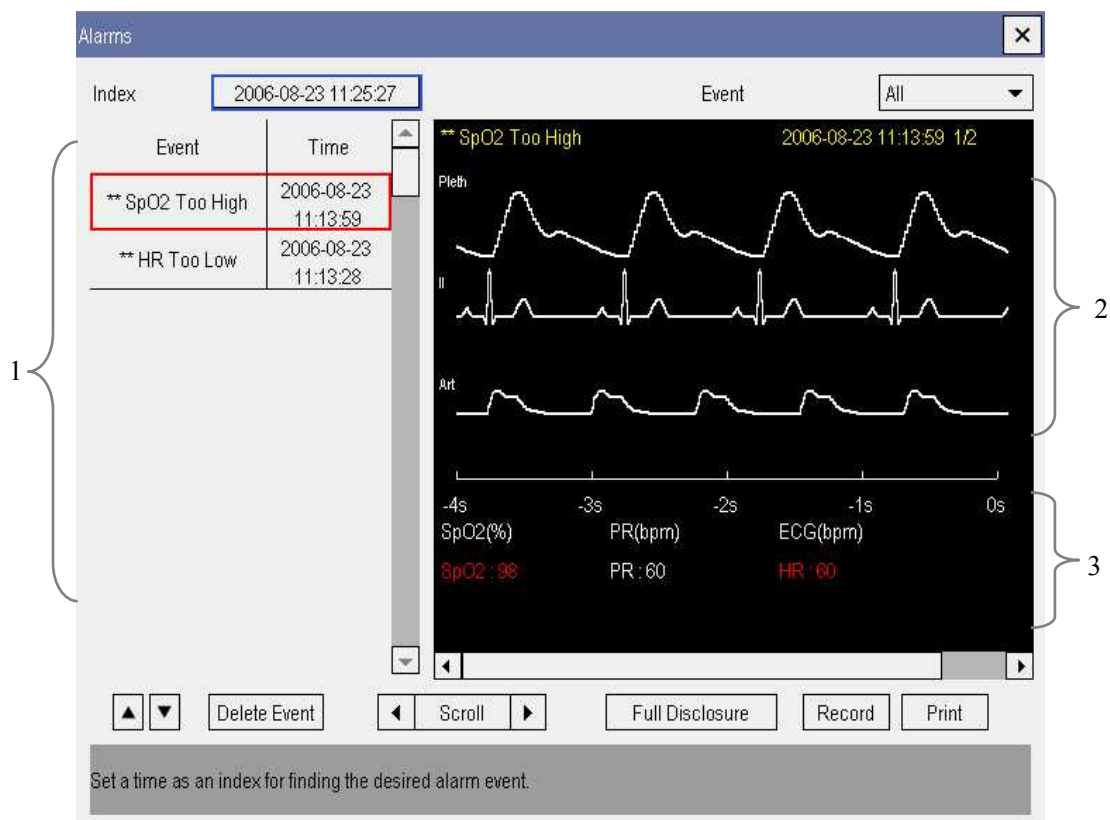 Alarms
Index 2006-08-23 11:25:27 Event All
Event Time
** SpO2 Too High 2006-08-23
11:13:59
** HR Too Low 2006-08-23
11:13:28
** SpO2 Too High 2006-08-23 11:13:59 1/2
Pleth
II
Art
-4s -3s -2s -1s 0s
SpO2(%) PR(bpm) ECG(bpm)
SpO2 : 98 PR : 60 HR : 60
1
2
3
Delete Event Scroll Full Disclosure Record Print
Set a time as an index for finding the desired alarm event.